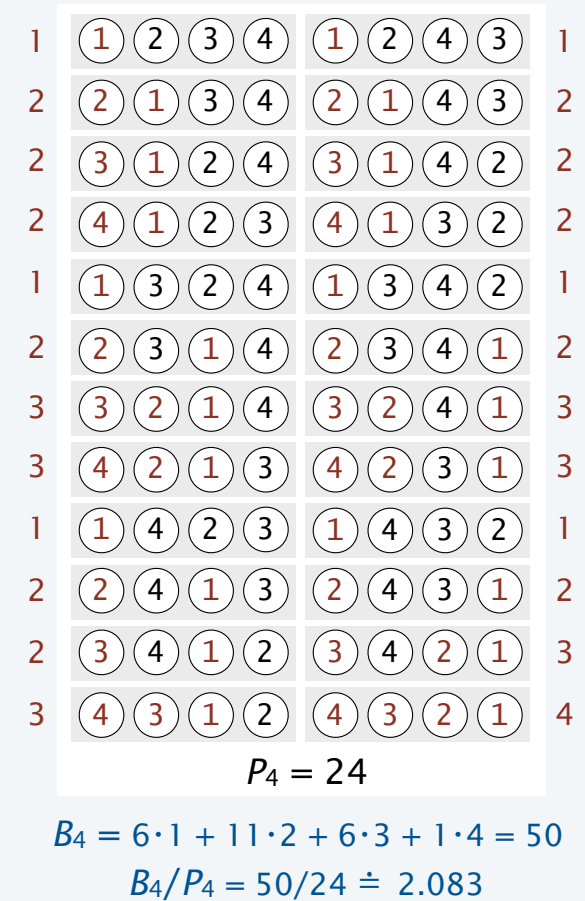 1 1 2 3 4 1 2 4 3 1
2 2 1 3 4 2 1 4 3 2
2 3 1 2 4 3 1 4 2 2
2 4 1 2 3 4 1 3 2 2
1 1 3 2 4 1 3 4 2 1
2 2 3 1 4 2 3 4 1 2
3 3 2 1 4 3 2 4 1 3
3 4 2 1 3 4 2 3 1 3
1 1 4 2 3 1 4 3 2 1
2 2 4 1 3 2 4 3 1 2
2 3 4 1 2 3 4 2 1 3
3 4 3 1 2 4 3 2 1 4
P₄ = 24
B₄ = 6·1 + 11·2 + 6·3 + 1·4 = 50
B₄/P₄ = 50/24 ≐ 2.083